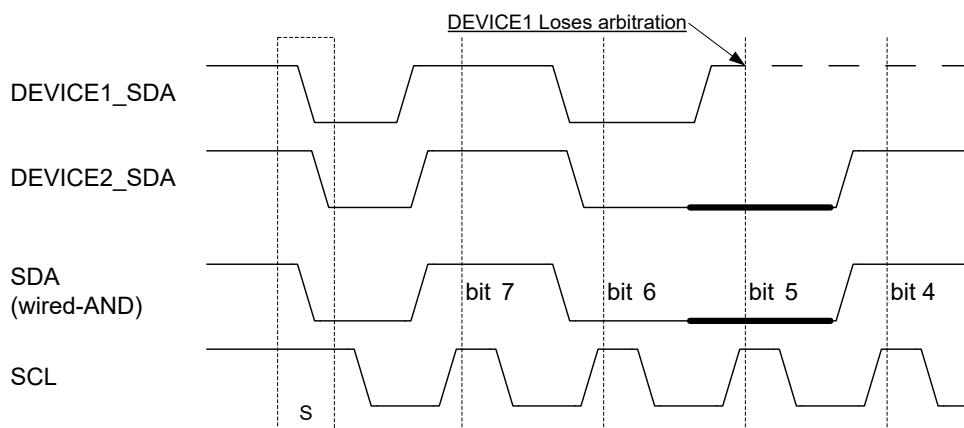 DEVICE1 Loses arbitration
DEVICE1_SDA
DEVICE2_SDA
SDA
(wired-AND)
bit 7
bit 6
bit 5
bit 4
SCL
S